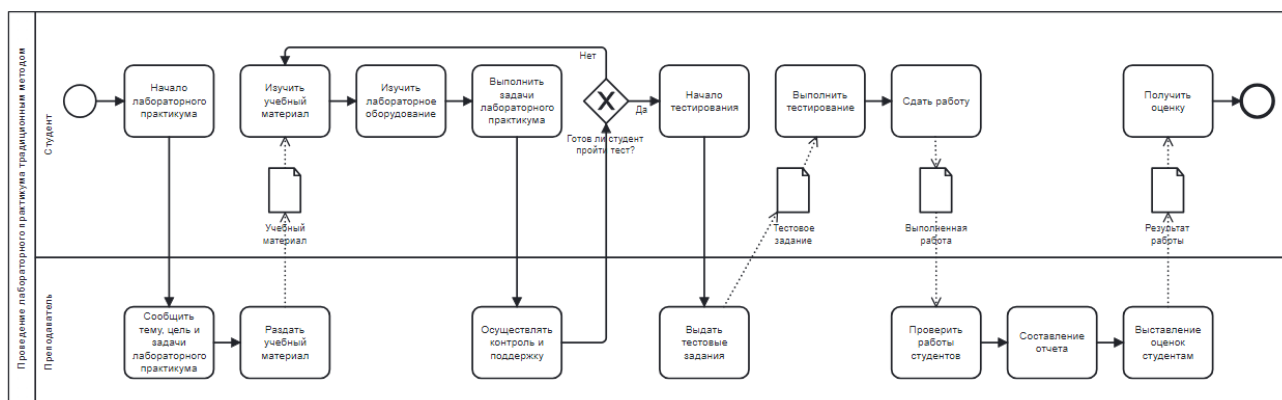 Проведение лабораторного практикума традиционным методом
Студент
Начало
лабораторного
практикума
Изучить
учебный
материал
Изучить
лабораторное
оборудование
Выполнить
задачи
лабораторного
практикума
Нет
Да
Готов ли студент
пройти тест?
Начало
тестирования
Выполнить
тестирование
Сдать работу
Получить
оценку
Учебный
материал
Тестовое
задание
Выполненная
работа
Результат
работы
Преподаватель
Сообщить
тему, цель и
задачи
лабораторного
практикума
Раздать
учебный
материал
Осуществлять
контроль и
поддержку
Выдать
тестовые
задания
Проверить
работы
студентов
Составление
отчета
Выставление
оценок
студентам